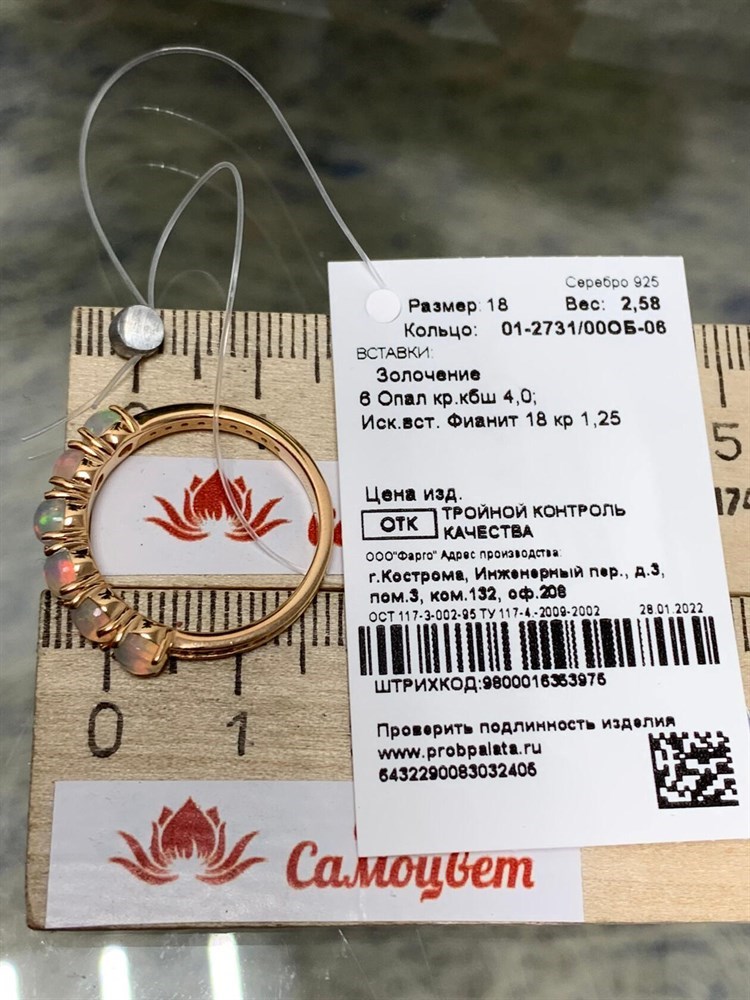 Серебро 925
Размер: 18 Вес: 2,58
Кольцо: 01-2731/00ОБ-06
ВСТАВКИ:
Золочение
6 Опал кр.кбш 4,0;
Иск.вст. Фианит 18 кр 1,25
Цена изд.
ОТК ТРОЙНОЙ КОНТРОЛЬ
КАЧЕСТВА
ООО"Фарго" Адрес производства:
г.Кострома, Инженерный пер., д.3,
пом.3, ком.132, оф.206
ОСТ 117-3-002-95 ТУ 117-4.-2009-2002 28.01.2022
ШТРИХКОД:9800016353975
Проверить подлинность изделия
www.probpalata.ru
6432290083032405
5
174
0 1
Самоцвет